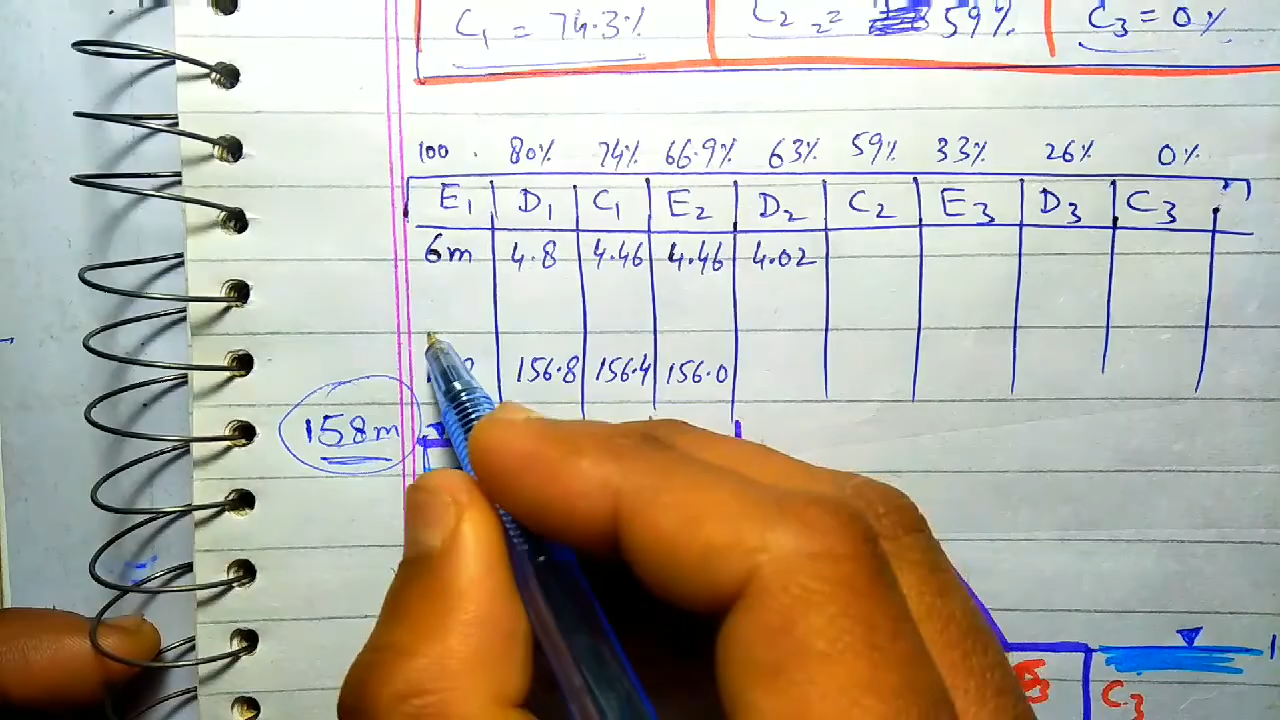 C1 = 74.3% C2 = 59% C3 = 0%
100 80% 74% 66.9% 63% 59% 33% 26% 0%
E1 D1 C1 E2 D2 C2 E3 D3 C3
6m 4.8 4.46 4.46 4.02
156.8 156.4 156.0
158m
C3